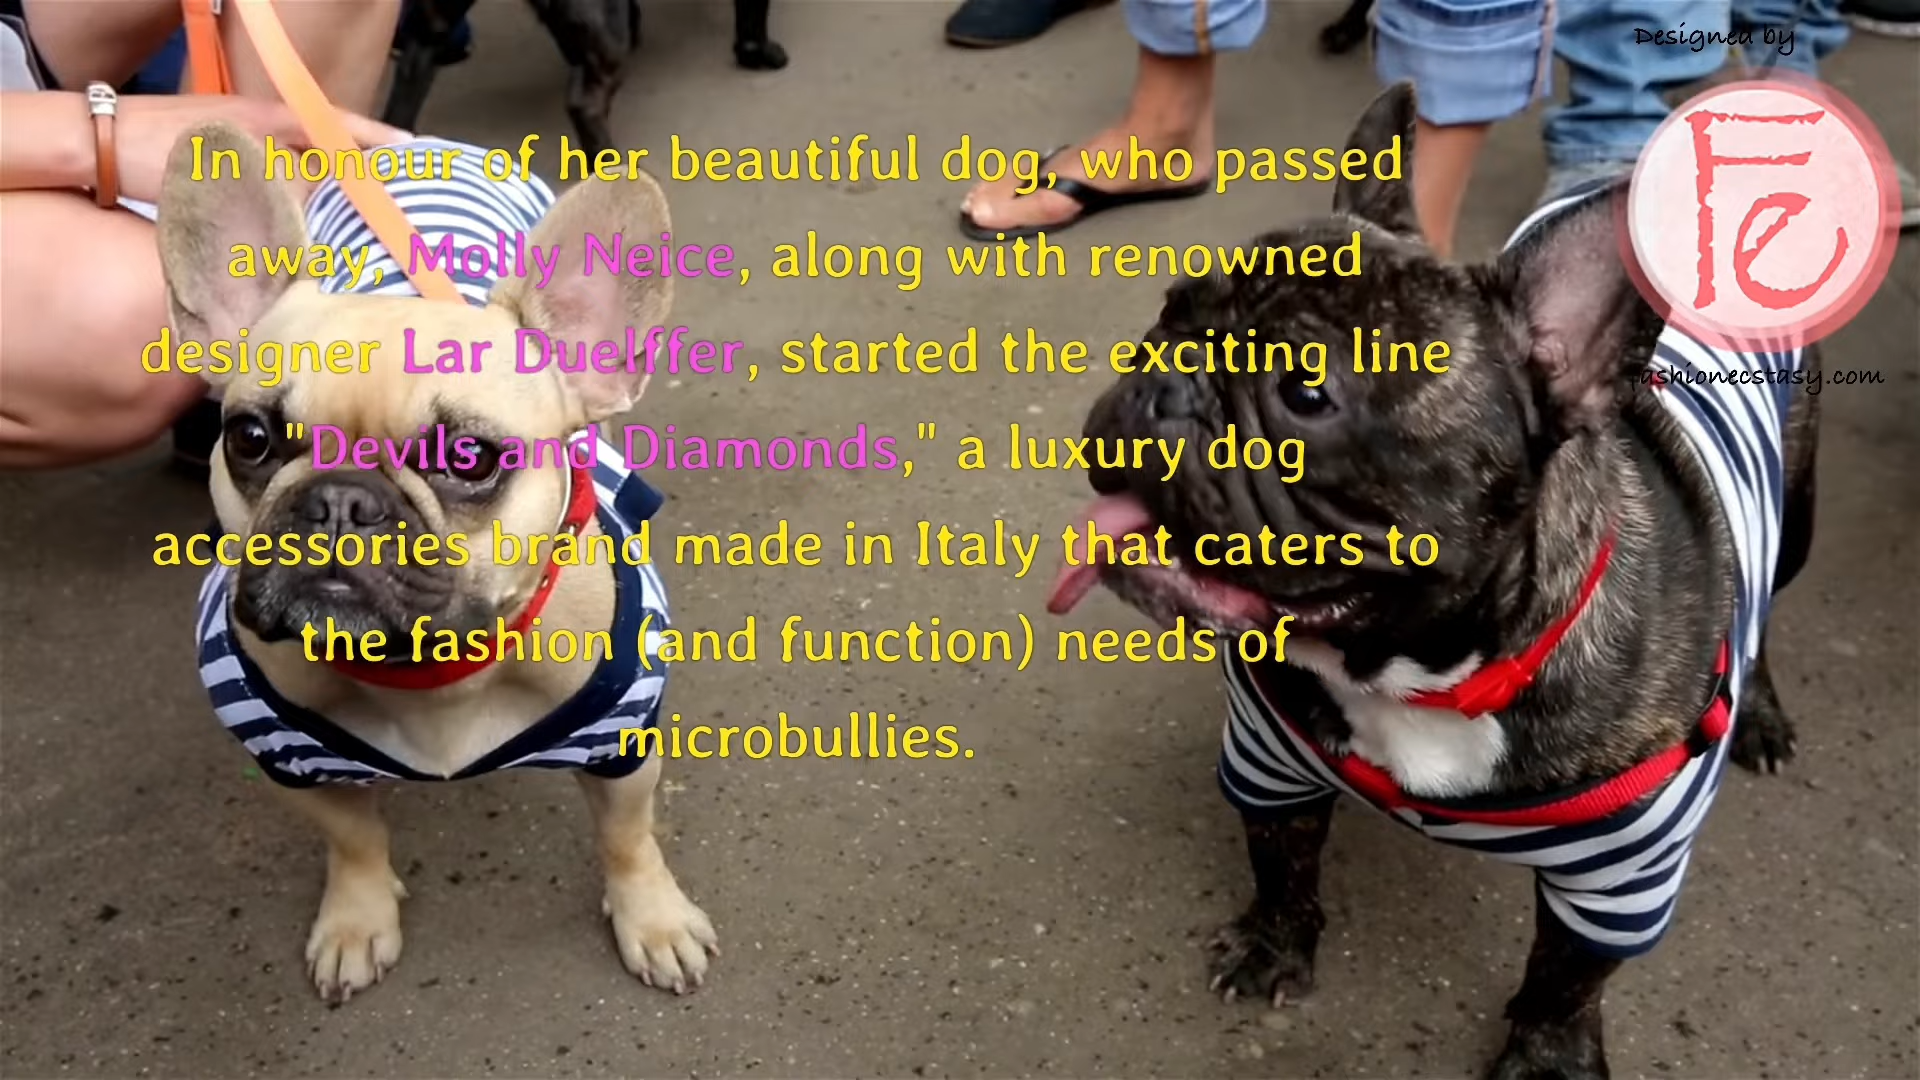 Designed by
Fe
fashionecstasy.com
In honour of her beautiful dog, who passed
away, Molly Neice, along with renowned
designer Lar Duelffer, started the exciting line
"Devils and Diamonds," a luxury dog
accessories brand made in Italy that caters to
the fashion (and function) needs of
microbullies.